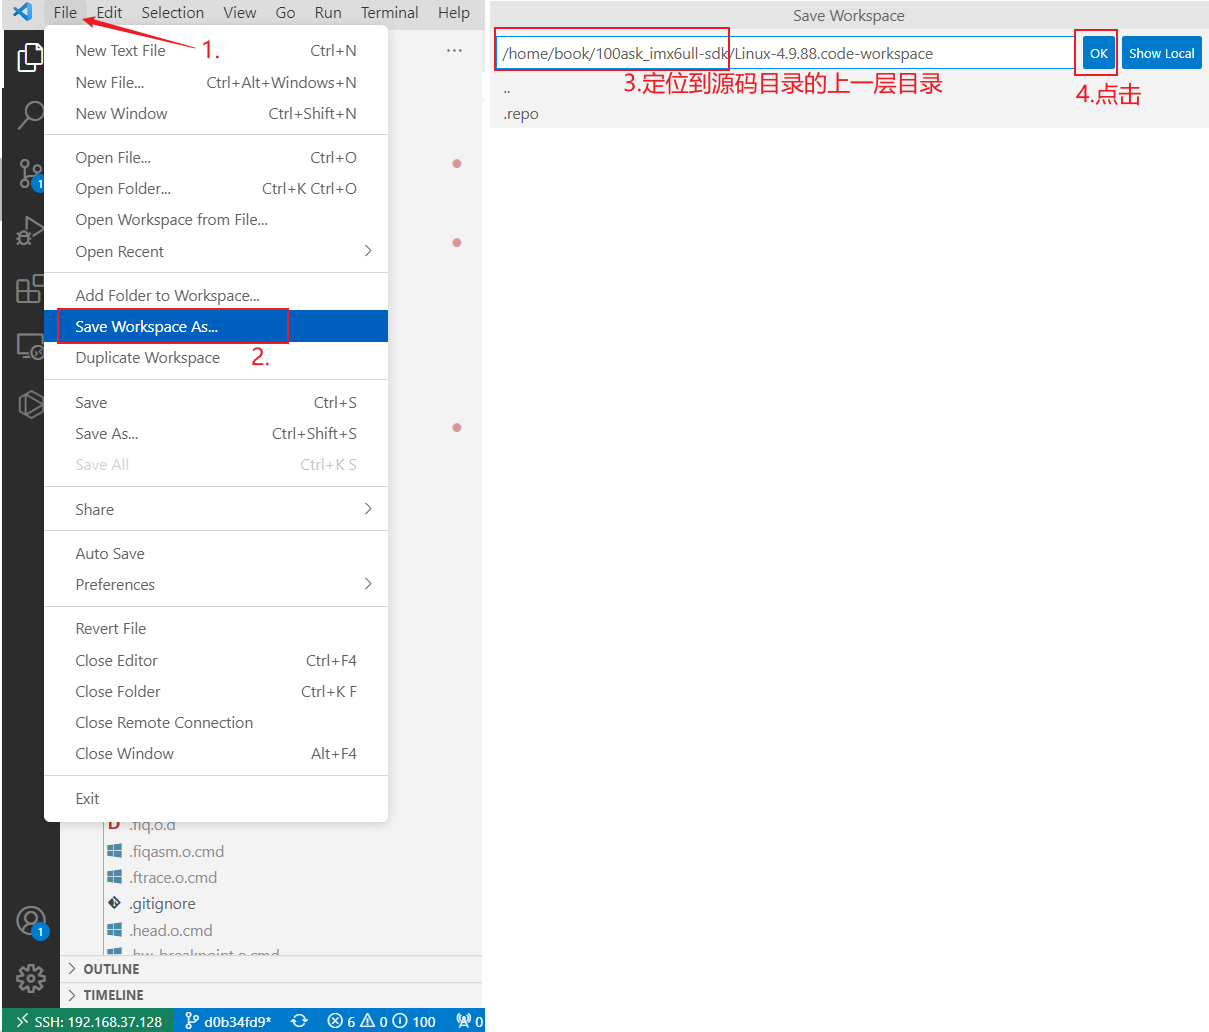 File Edit Selection View Go Run Terminal Help
1.
New Text File Ctrl+N
New File... Ctrl+Alt+Windows+N
New Window Ctrl+Shift+N
Open File... Ctrl+O
Open Folder... Ctrl+K Ctrl+O
Open Workspace from File...
Open Recent
Add Folder to Workspace...
Save Workspace As...
Duplicate Workspace
2.
Save Ctrl+S
Save As... Ctrl+Shift+S
Save All Ctrl+K S
Share
Auto Save
Preferences
Revert File
Close Editor Ctrl+F4
Close Folder Ctrl+K F
Close Remote Connection
Close Window Alt+F4
Exit
.fiq.o.d
.fiqasm.o.cmd
.ftrace.o.cmd
.gitignore
.head.o.cmd
.hw_breakpoint.o.cmd
OUTLINE
TIMELINE
1
1
SSH: 192.168.37.128 d0b34fd9* 6 0 100 0
Save Workspace
/home/book/100ask_imx6ull-sdk/Linux-4.9.88.code-workspace
OK
Show Local
3.定位到源码目录的上一层目录
4.点击
..
.repo